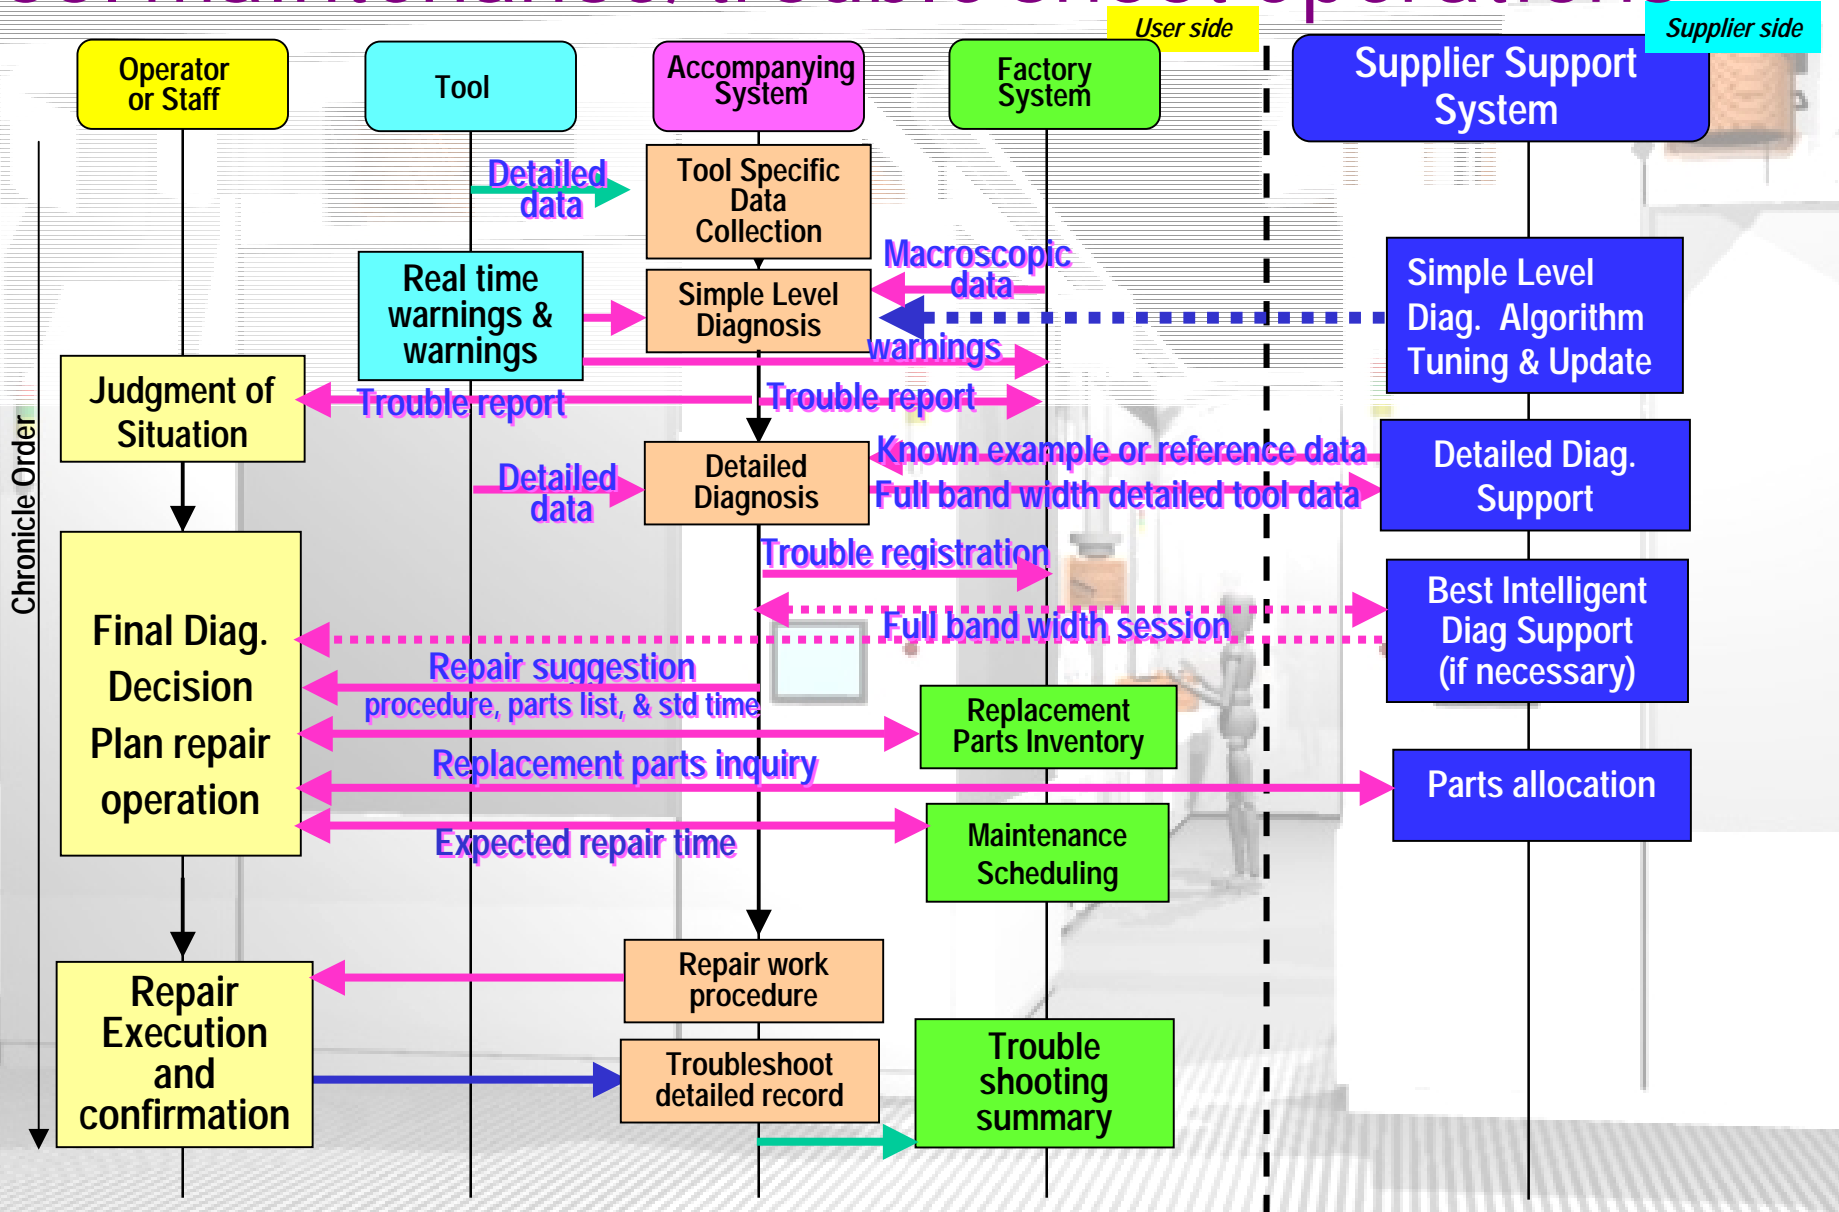 maintenance/trouble shoot operations
User side
Supplier side
Operator
or Staff
Tool
Accompanying
System
Factory
System
Supplier Support
System
Chronicle Order
Detailed
data
Tool Specific
Data
Collection
Macroscopic
data
Real time
warnings &
warnings
Simple Level
Diagnosis
Simple Level
Diag.  Algorithm
Tuning & Update
warnings
Judgment of
Situation
Trouble report
Trouble report
Detailed
data
Detailed
Diagnosis
Known example or reference data
Full band width detailed tool data
Detailed Diag.
Support
Trouble registration
Full band width session
Best Intelligent
Diag Support
(if necessary)
Final Diag.
Decision
Plan repair
operation
Repair suggestion
procedure, parts list, & std time
Replacement
Parts Inventory
Replacement parts inquiry
Parts allocation
Expected repair time
Maintenance
Scheduling
Repair work
procedure
Repair
Execution
and
confirmation
Troubleshoot
detailed record
Trouble
shooting
summary